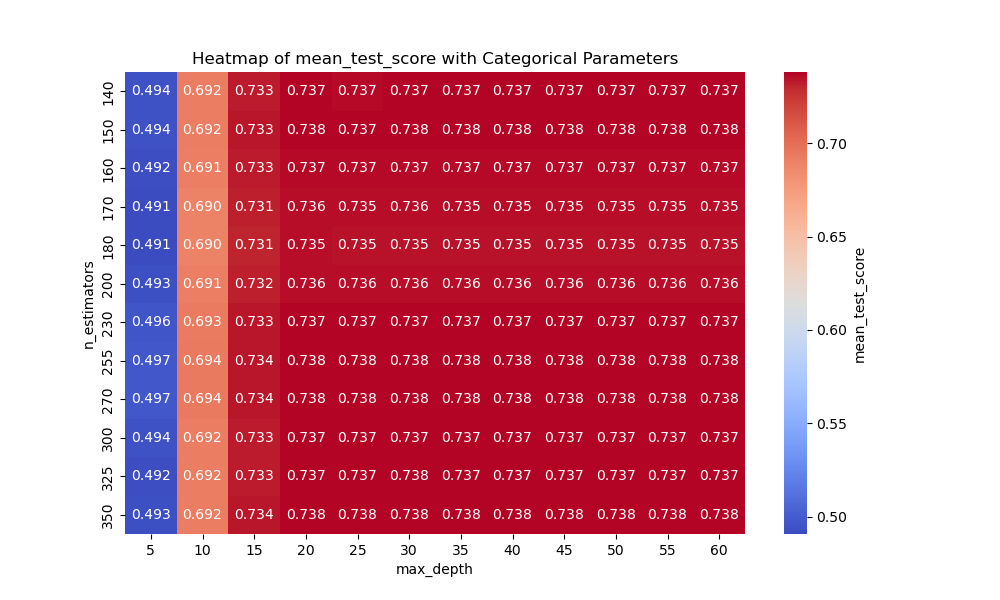 Heatmap of mean_test_score with Categorical Parameters
140 0.494 0.692 0.733 0.737 0.737 0.737 0.737 0.737 0.737 0.737 0.737 0.737
150 0.494 0.692 0.733 0.738 0.737 0.738 0.738 0.738 0.738 0.738 0.738 0.738
160 0.492 0.691 0.733 0.737 0.737 0.737 0.737 0.737 0.737 0.737 0.737 0.737
170 0.491 0.690 0.731 0.736 0.735 0.736 0.735 0.735 0.735 0.735 0.735 0.735
180 0.491 0.690 0.731 0.735 0.735 0.735 0.735 0.735 0.735 0.735 0.735 0.735
200 0.493 0.691 0.732 0.736 0.736 0.736 0.736 0.736 0.736 0.736 0.736 0.736
230 0.496 0.693 0.733 0.737 0.737 0.737 0.737 0.737 0.737 0.737 0.737 0.737
255 0.497 0.694 0.734 0.738 0.738 0.738 0.738 0.738 0.738 0.738 0.738 0.738
270 0.497 0.694 0.734 0.738 0.738 0.738 0.738 0.738 0.738 0.738 0.738 0.738
300 0.494 0.692 0.733 0.737 0.737 0.737 0.737 0.737 0.737 0.737 0.737 0.737
325 0.492 0.692 0.733 0.737 0.737 0.738 0.737 0.737 0.737 0.737 0.737 0.737
350 0.493 0.692 0.734 0.738 0.738 0.738 0.738 0.738 0.738 0.738 0.738 0.738
5 10 15 20 25 30 35 40 45 50 55 60
max_depth
n_estimators
0.70
0.65
0.60
0.55
0.50
mean_test_score